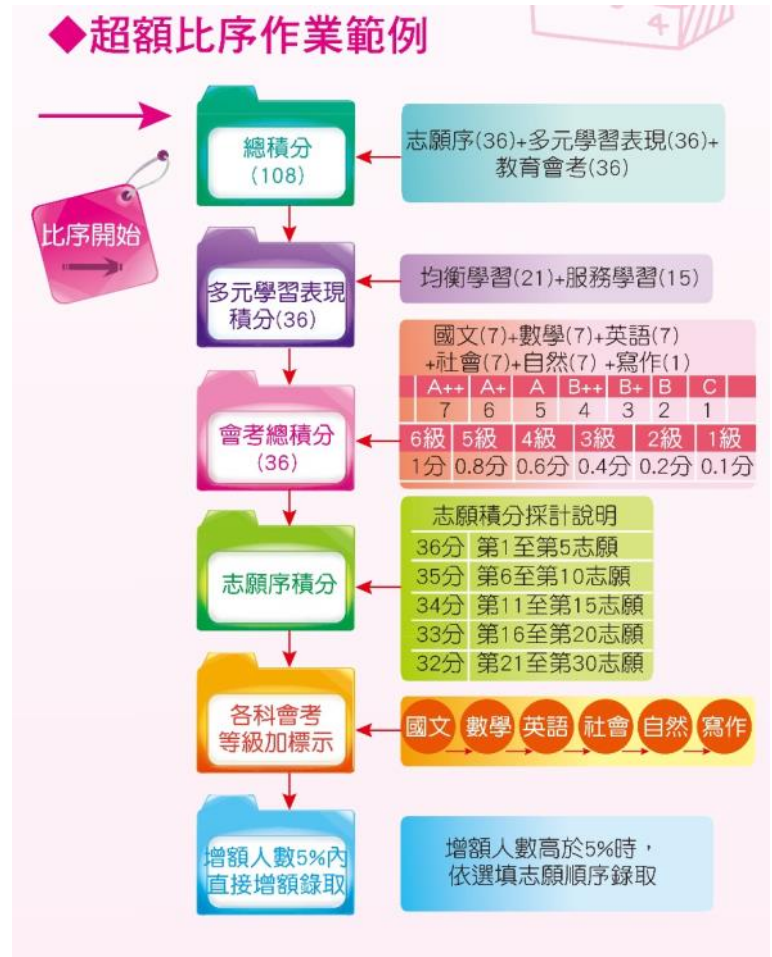 ◆超額比序作業範例
4
比序開始
總積分
(108)
志願序(36)+多元學習表現(36)+
教育會考(36)
多元學習表現
積分(36)
均衡學習(21)+服務學習(15)
會考總積分
(36)
國文(7)+數學(7)+英語(7)
+社會(7)+自然(7) +寫作(1)
A++ A+ A B++ B+ B C
7 6 5 4 3 2 1
6級 5級 4級 3級 2級 1級
1分 0.8分 0.6分 0.4分 0.2分 0.1分
志願序積分
志願積分採計說明
36分 第1至第5志願
35分 第6至第10志願
34分 第11至第15志願
33分 第16至第20志願
32分 第21至第30志願
各科會考
等級加標示
國文 數學 英語 社會 自然 寫作
增額人數5%內
直接增額錄取
增額人數高於5%時，
依選填志願順序錄取